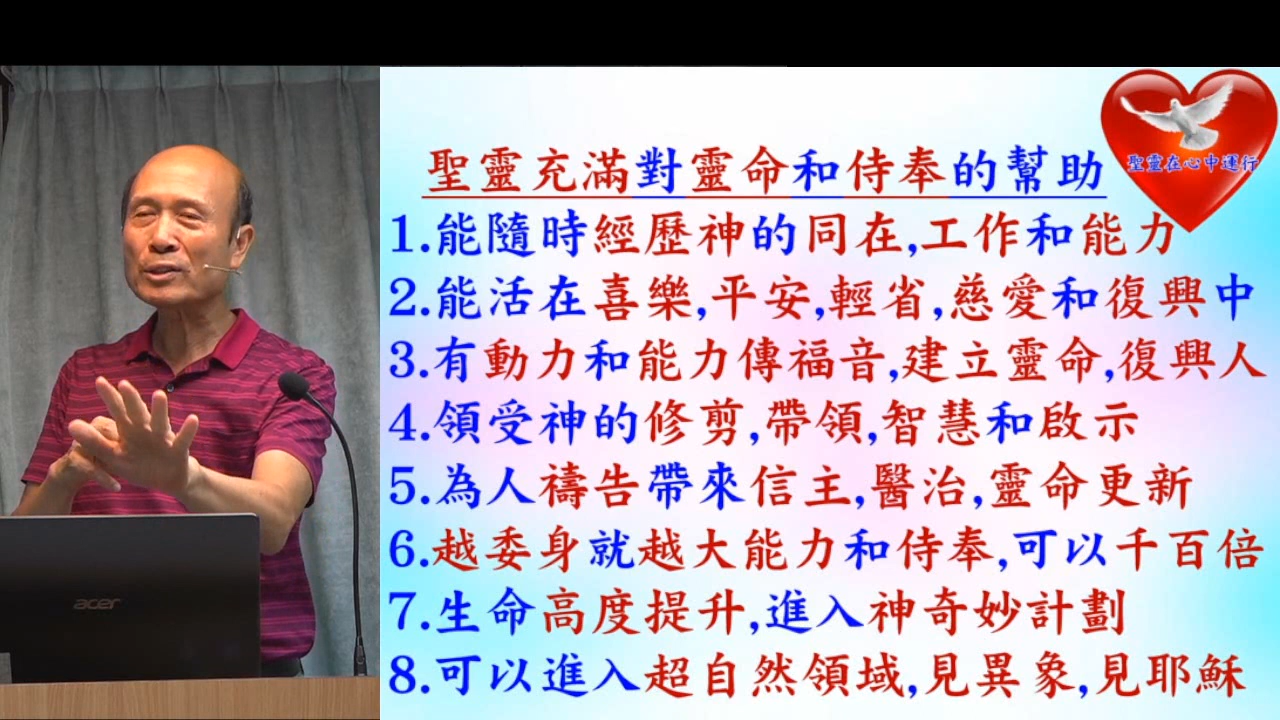 聖靈充滿對靈命和侍奉的幫助
聖靈在心中運行
1.能隨時經歷神的同在,工作和能力
2.能活在喜樂,平安,輕省,慈愛和復興中
3.有動力和能力傳福音,建立靈命,復興人
4.領受神的修剪,帶領,智慧和啟示
5.為人禱告帶來信主,醫治,靈命更新
6.越委身就越大能力和侍奉,可以千百倍
7.生命高度提升,進入神奇妙計劃
8.可以進入超自然領域,見異象,見耶穌
acer